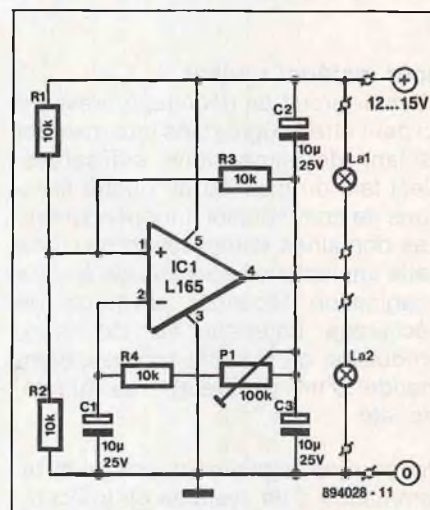 C2
+
12...15V
R1
10k
10µ
25V
R3
10k
La1
+
5
IC1
L165
4
2
−
3
R4
10k
P1
100k
La2
R2
10k
C1
10µ
25V
C3
10µ
25V
0
894028 - 11